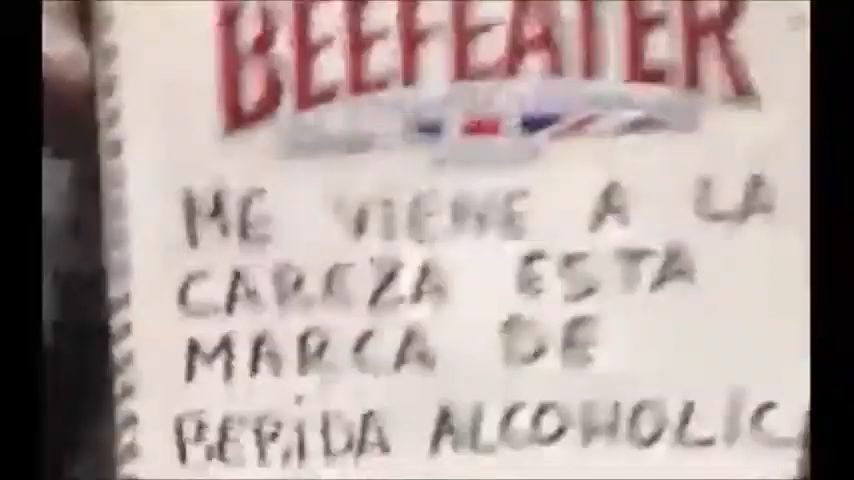 BEEFEATER
ME VIENE A LA
CABEZA ESTA
MARCA DE
BEBIDA ALCOHOLIC